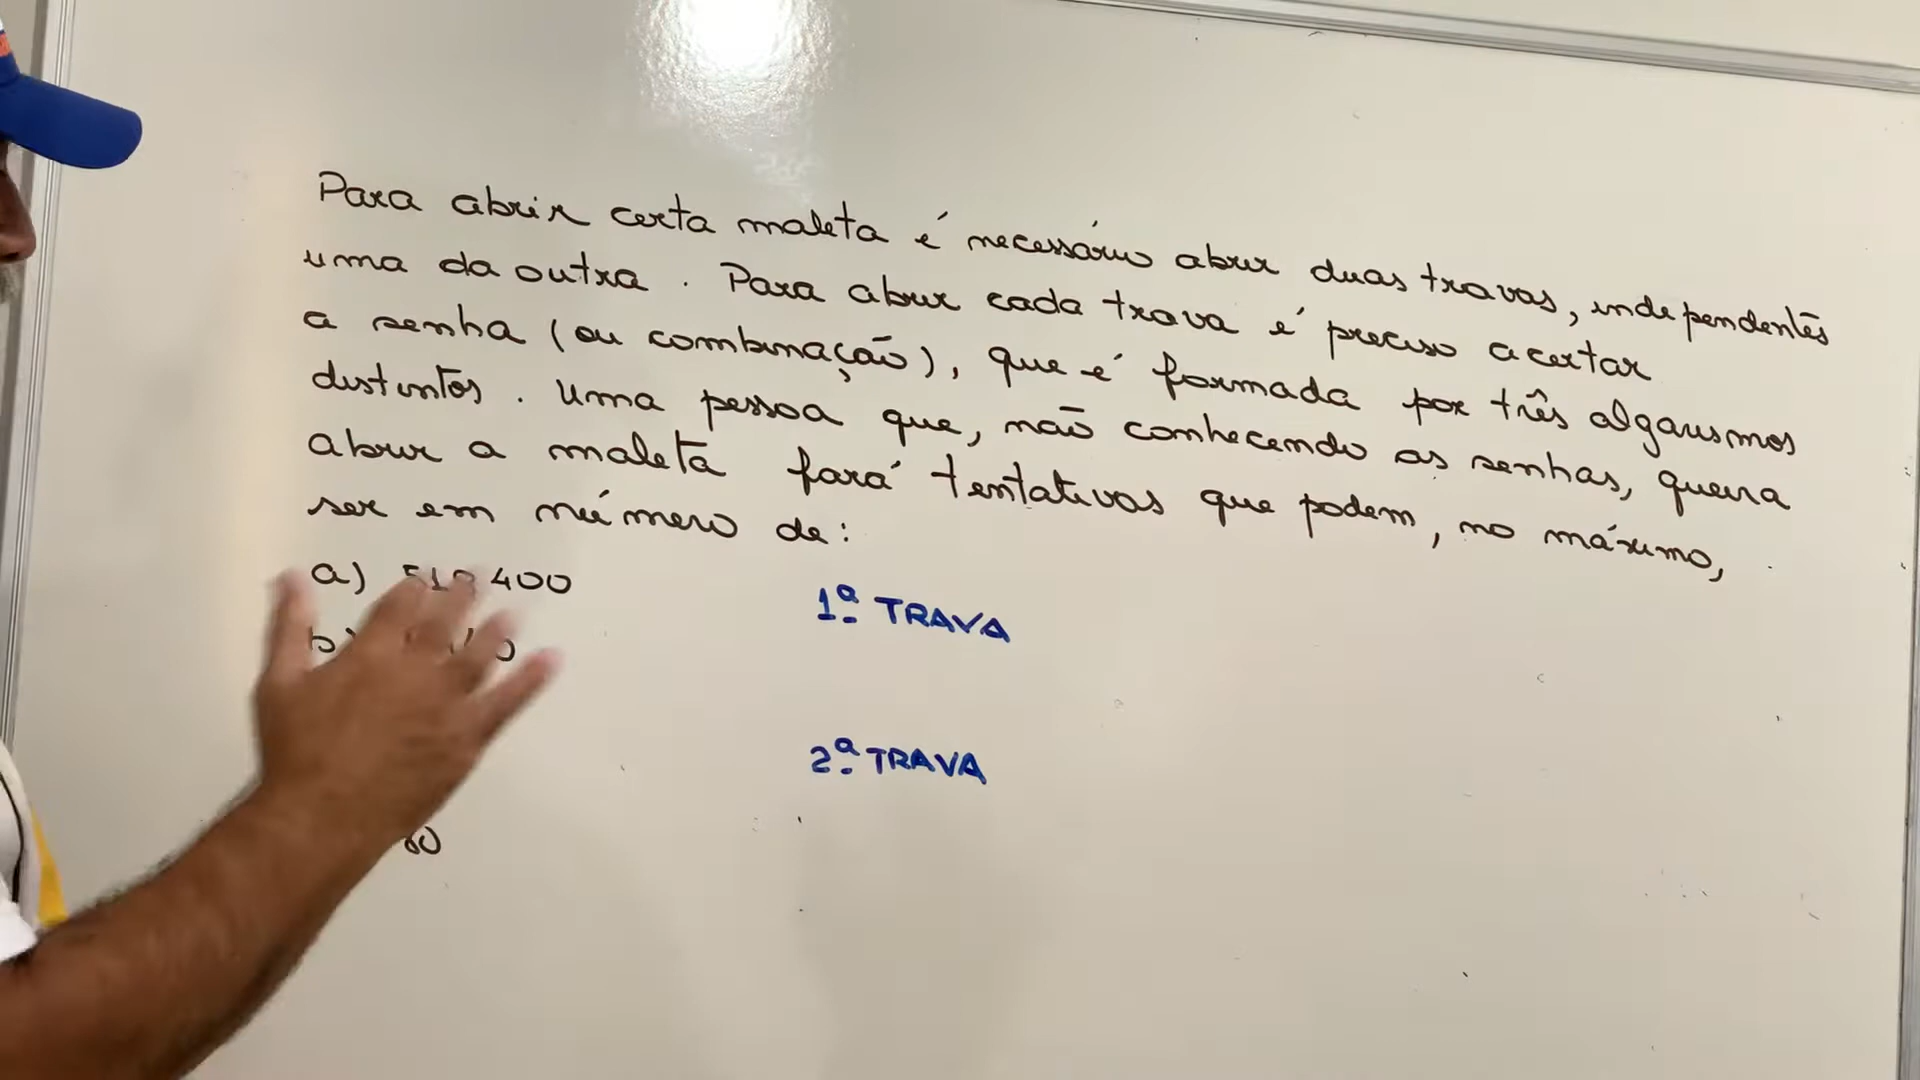 Para abrir certa maleta é necessário abrir duas travas, independentes
uma da outra. Para abrir cada trava é preciso acertar
a senha (ou combinação), que é formada por três algarismos
distintos. Uma pessoa que, não conhecendo as senhas, queira
abrir a maleta fará tentativas que podem, no máximo,
ser em número de:
a) 400
b)
80
1ª TRAVA
2ª TRAVA